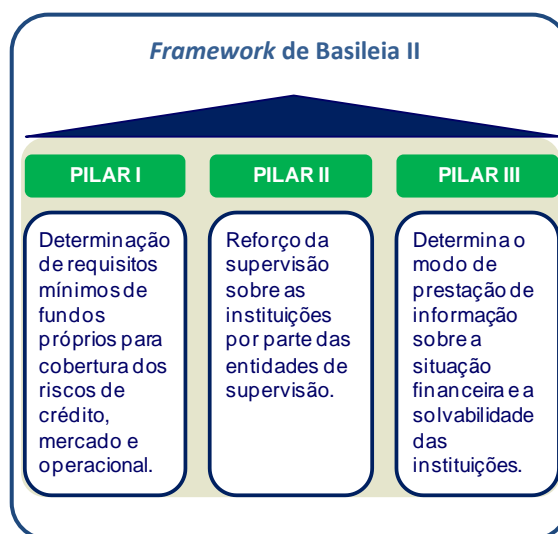 Framework de Basileia II
PILAR I
PILAR II
PILAR III
Determinação
de requisitos
mínimos de
fundos
próprios para
cobertura dos
riscos de
crédito,
mercado e
operacional.
Reforço da
supervisão
sobre as
instituições
por parte das
entidades de
supervisão.
Determina o
modo de
prestação de
informação
sobre a
situação
financeira e a
solvabilidade
das
instituições.